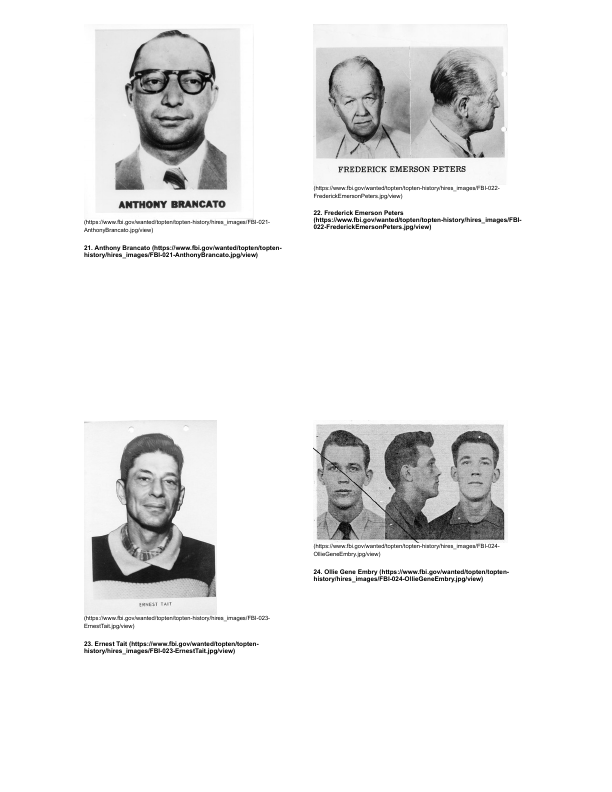 ANTHONY BRANCATO
(https://www.fbi.gov/wanted/topten/topten-history/hires_images/FBI-021-
AnthonyBrancato.jpg/view)
21. Anthony Brancato (https://www.fbi.gov/wanted/topten/topten-
history/hires_images/FBI-021-AnthonyBrancato.jpg/view)
FREDERICK EMERSON PETERS
(https://www.fbi.gov/wanted/topten/topten-history/hires_images/FBI-022-
FrederickEmersonPeters.jpg/view)
22. Frederick Emerson Peters
(https://www.fbi.gov/wanted/topten/topten-history/hires_images/FBI-
022-FrederickEmersonPeters.jpg/view)
ERNEST TAIT
(https://www.fbi.gov/wanted/topten/topten-history/hires_images/FBI-023-
ErnestTait.jpg/view)
23. Ernest Tait (https://www.fbi.gov/wanted/topten/topten-
history/hires_images/FBI-023-ErnestTait.jpg/view)
(https://www.fbi.gov/wanted/topten/topten-history/hires_images/FBI-024-
OllieGeneEmbry.jpg/view)
24. Ollie Gene Embry (https://www.fbi.gov/wanted/topten/topten-
history/hires_images/FBI-024-OllieGeneEmbry.jpg/view)